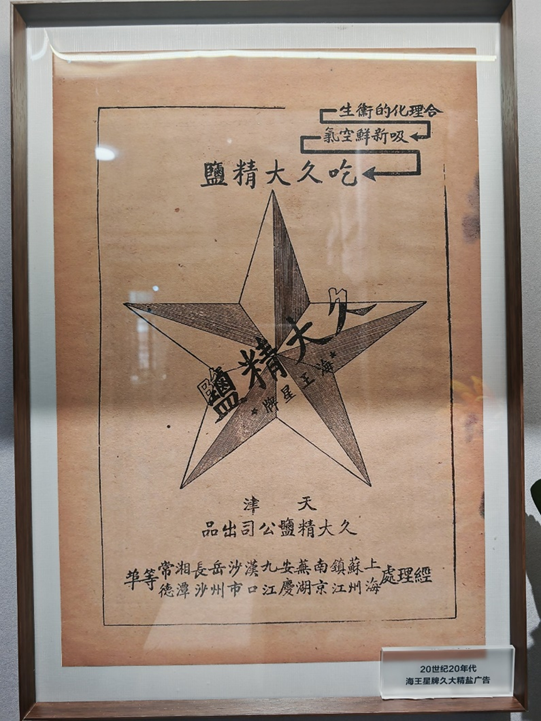 合理化的衛生
吸新鮮空氣
吃久大精鹽
久大精鹽
★海王星牌★
天津
久大精鹽公司出品
經理處 上海 蘇州 鎮江 南京 蕪湖 安慶 九江 漢口 沙市 岳州 長沙 湘潭 常德 等埠
20世纪20年代
海王星牌久大精盐广告